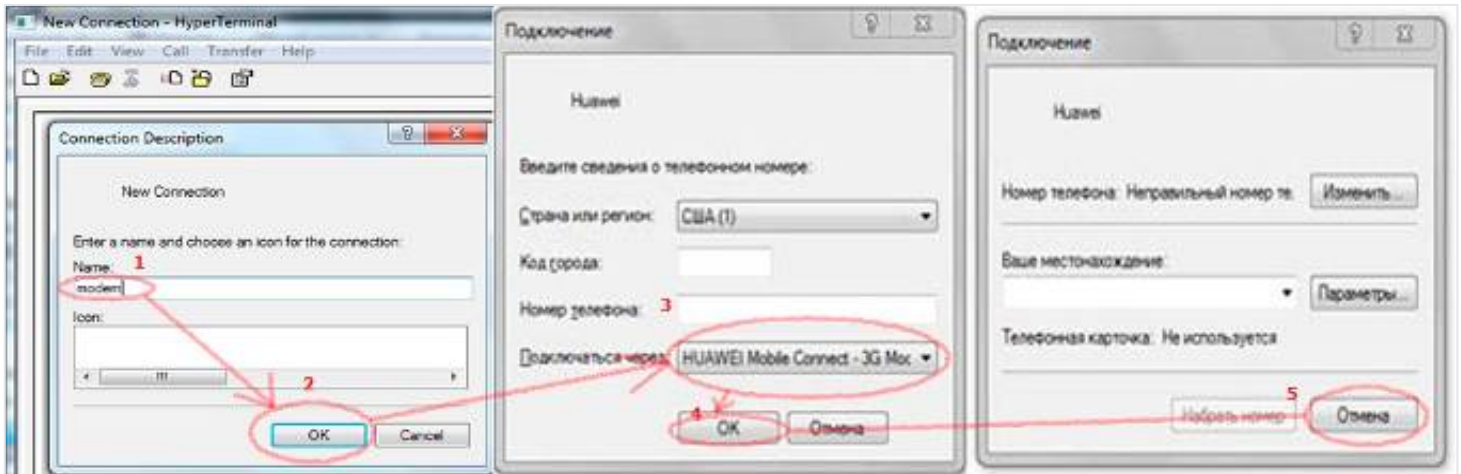 New Connection - HyperTerminal
File Edit View Call Transfer Help
Connection Description
New Connection
Enter a name and choose an icon for the connection:
Name: 1
modem
Icon:
2
OK Cancel
Подключение
Huawei
Введите сведения о телефонном номере:
Страна или регион: США (1)
Код города:
Номер телефона: 3
Подключаться через: HUAWEI Mobile Connect - 3G Moc
4
OK Отмена
Подключение
Huawei
Номер телефона: Неправильный номер те. Изменить...
Ваше местонахождение:
Параметры...
Телефонная карточка: Не используется
5
Набрать номер Отмена